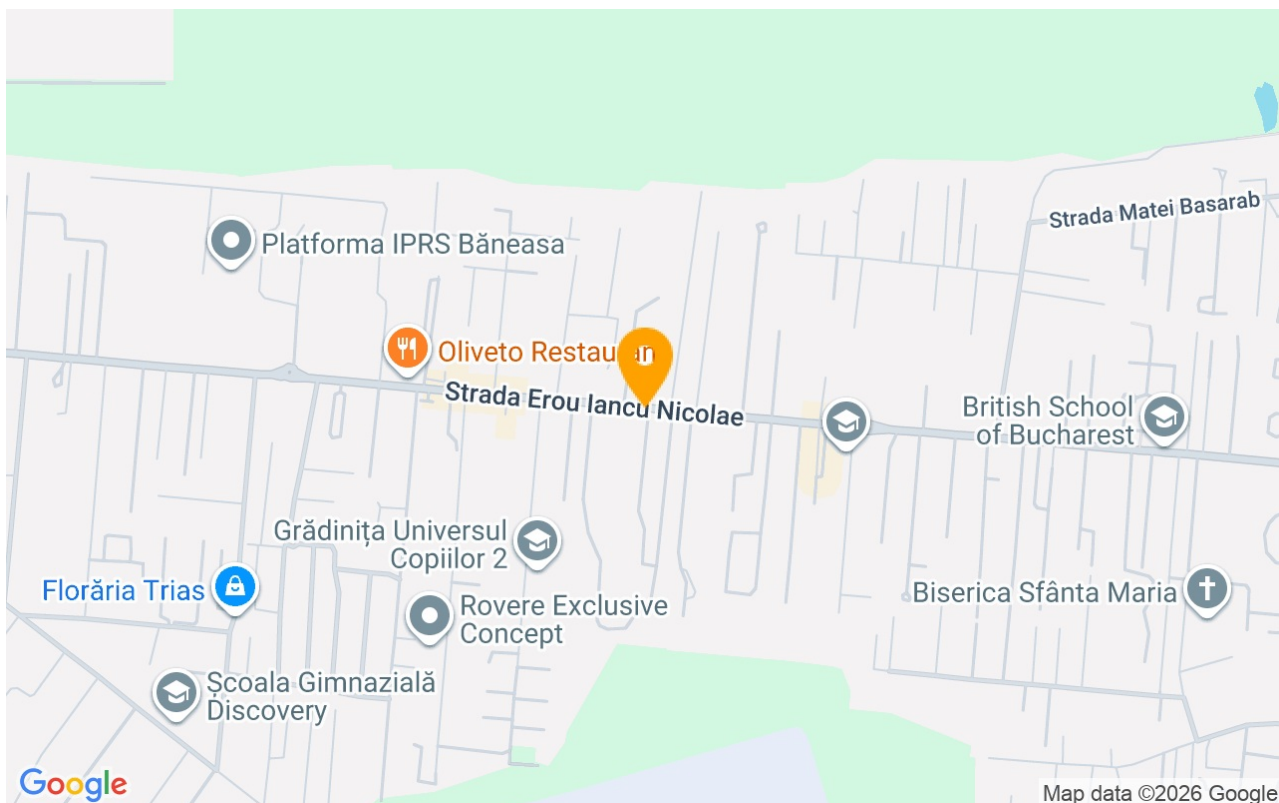 Strada Matei Basarab
Platforma IPRS Băneasa
Oliveto Restauran
Strada Erou Iancu Nicolae
British School
of Bucharest
Grădinița Universul
Copiilor 2
Florăria Trias
Rovere Exclusive
Concept
Biserica Sfânta Maria
Școala Gimnazială
Discovery
Google
Map data ©2026 Google